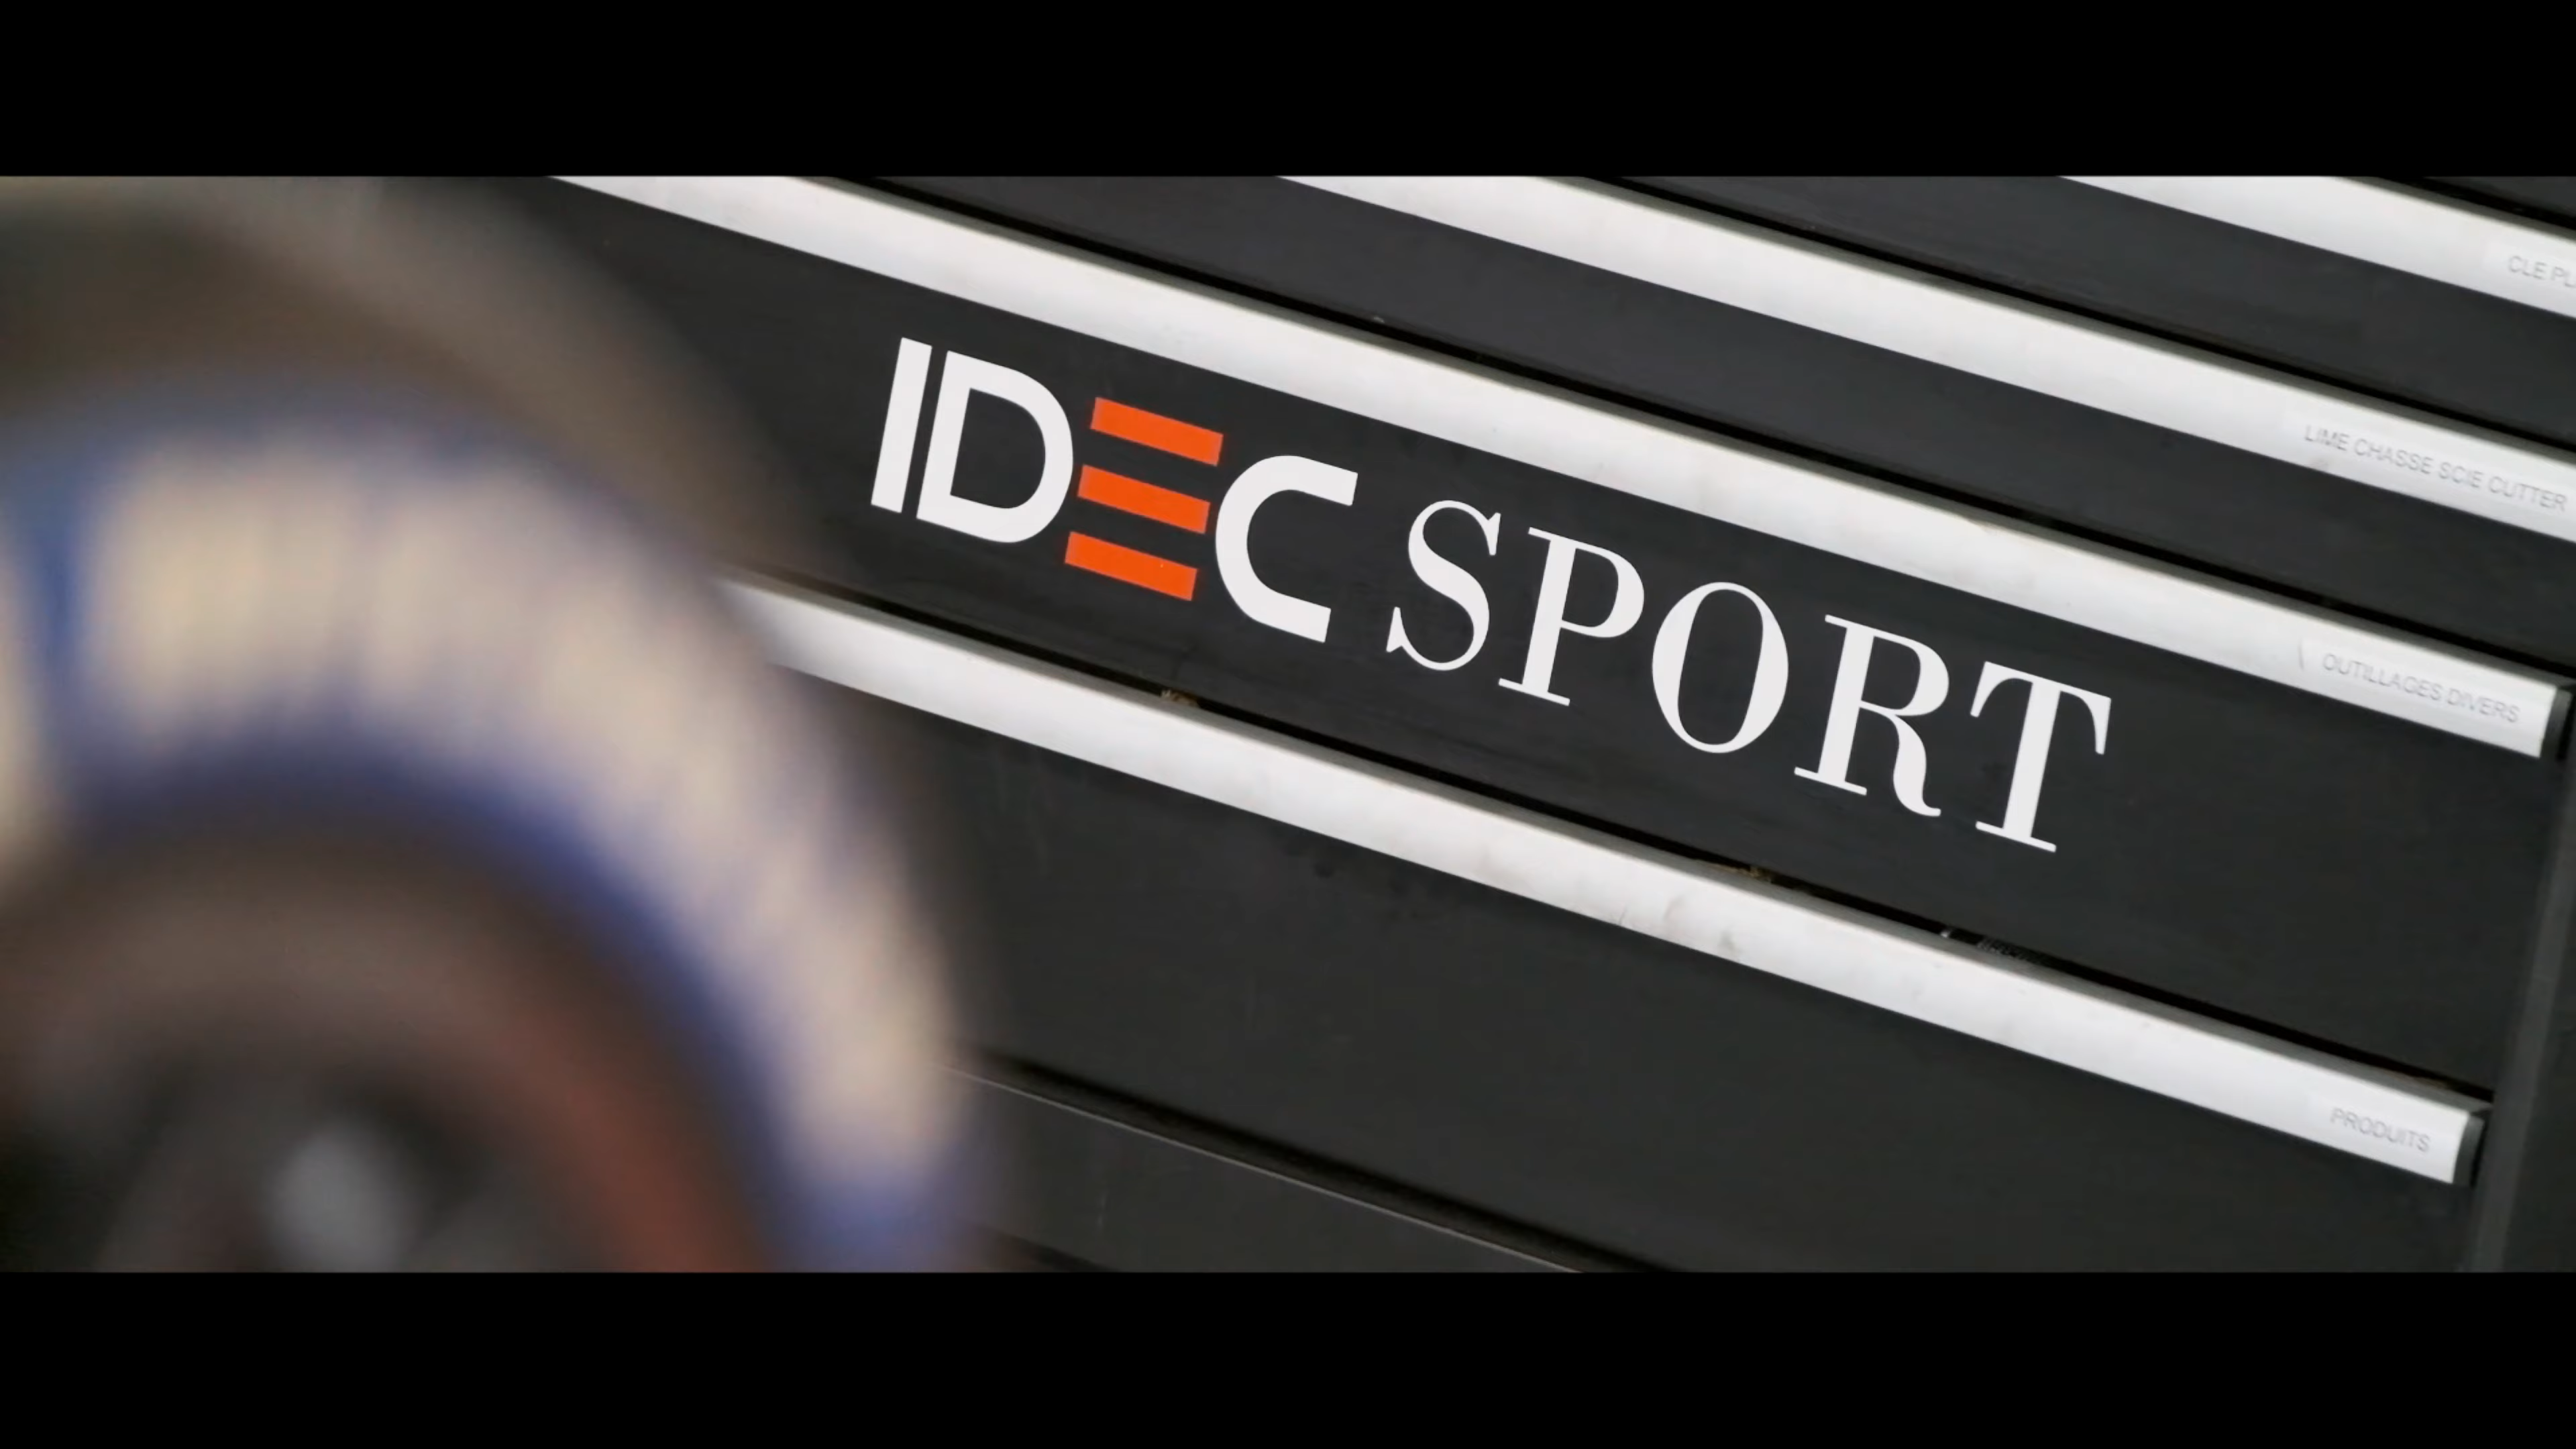 CLE PL
LIME CHASSE SCIE CUTTER
OUTILLAGES DIVERS
IDEC SPORT
PRODUITS